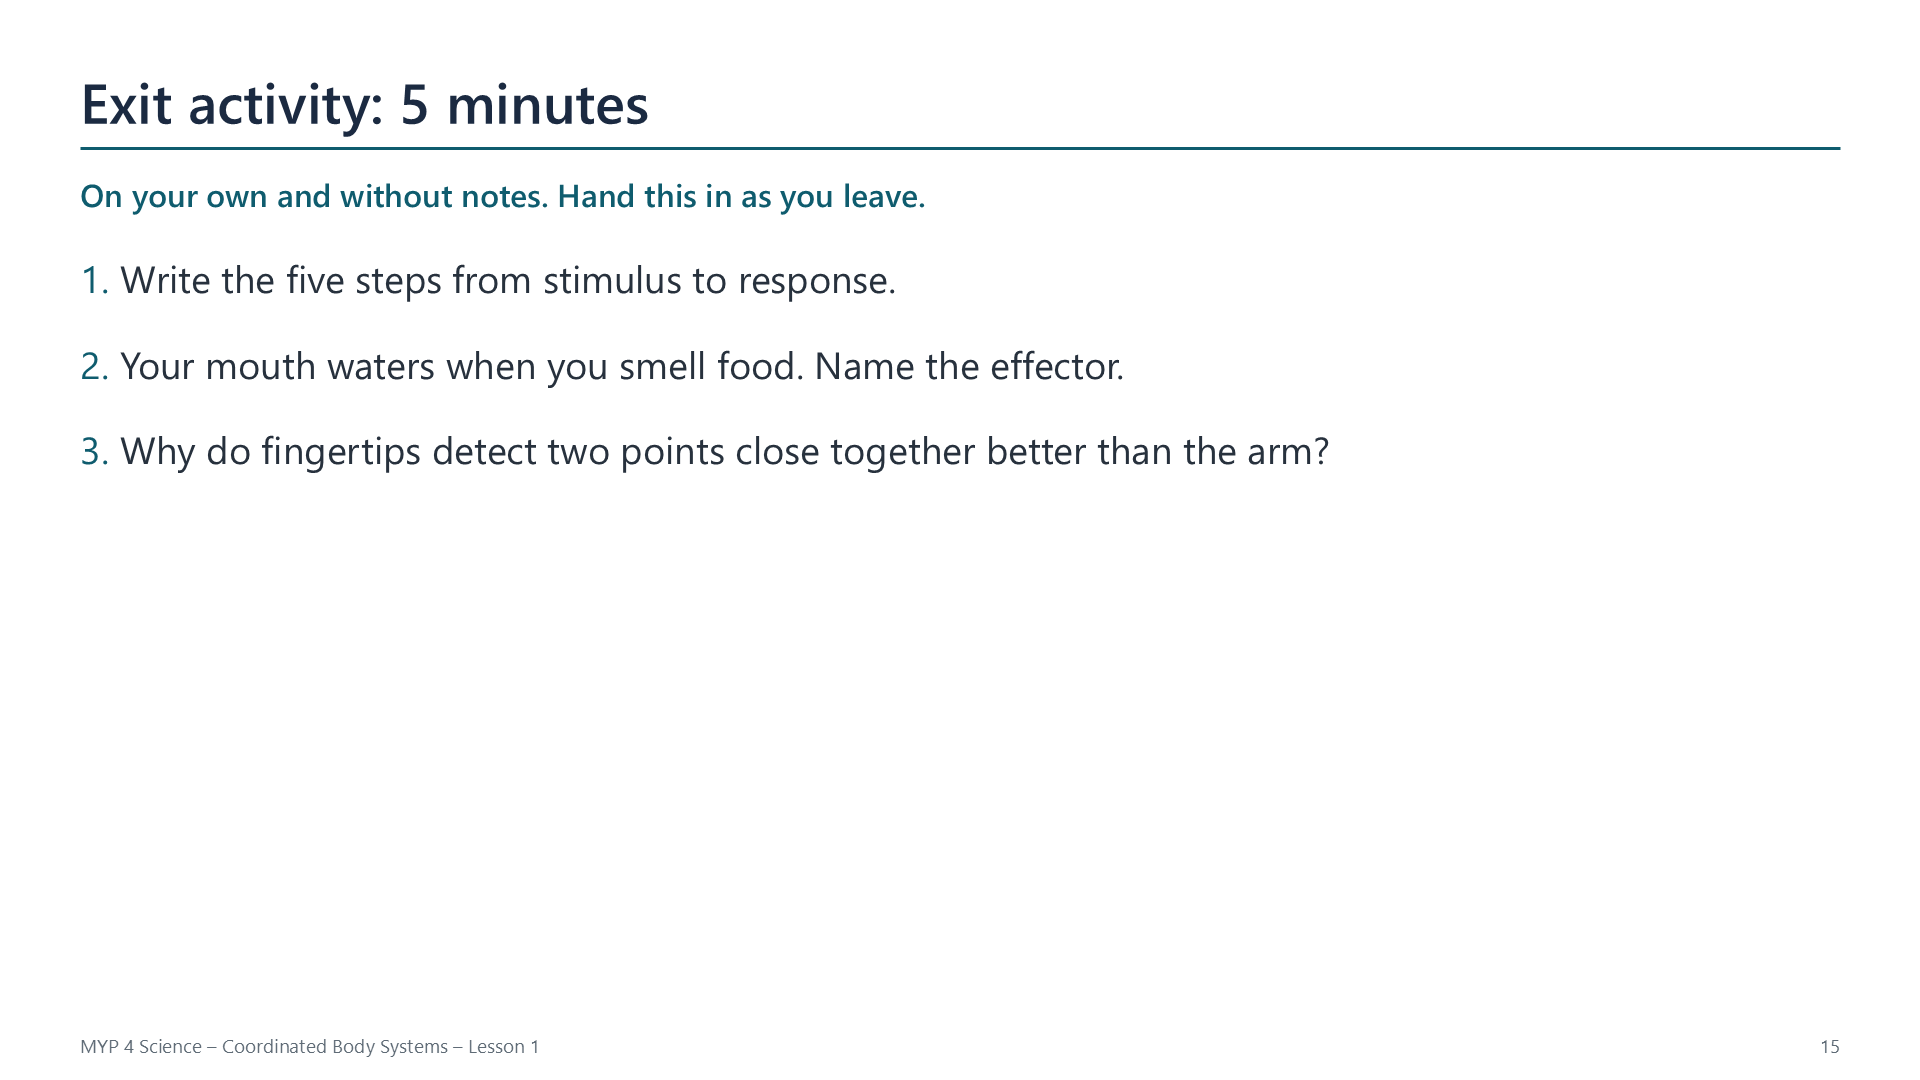 Exit activity: 5 minutes
On your own and without notes. Hand this in as you leave.
1. Write the five steps from stimulus to response.
2. Your mouth waters when you smell food. Name the effector.
3. Why do fingertips detect two points close together better than the arm?
MYP 4 Science – Coordinated Body Systems – Lesson 1
15